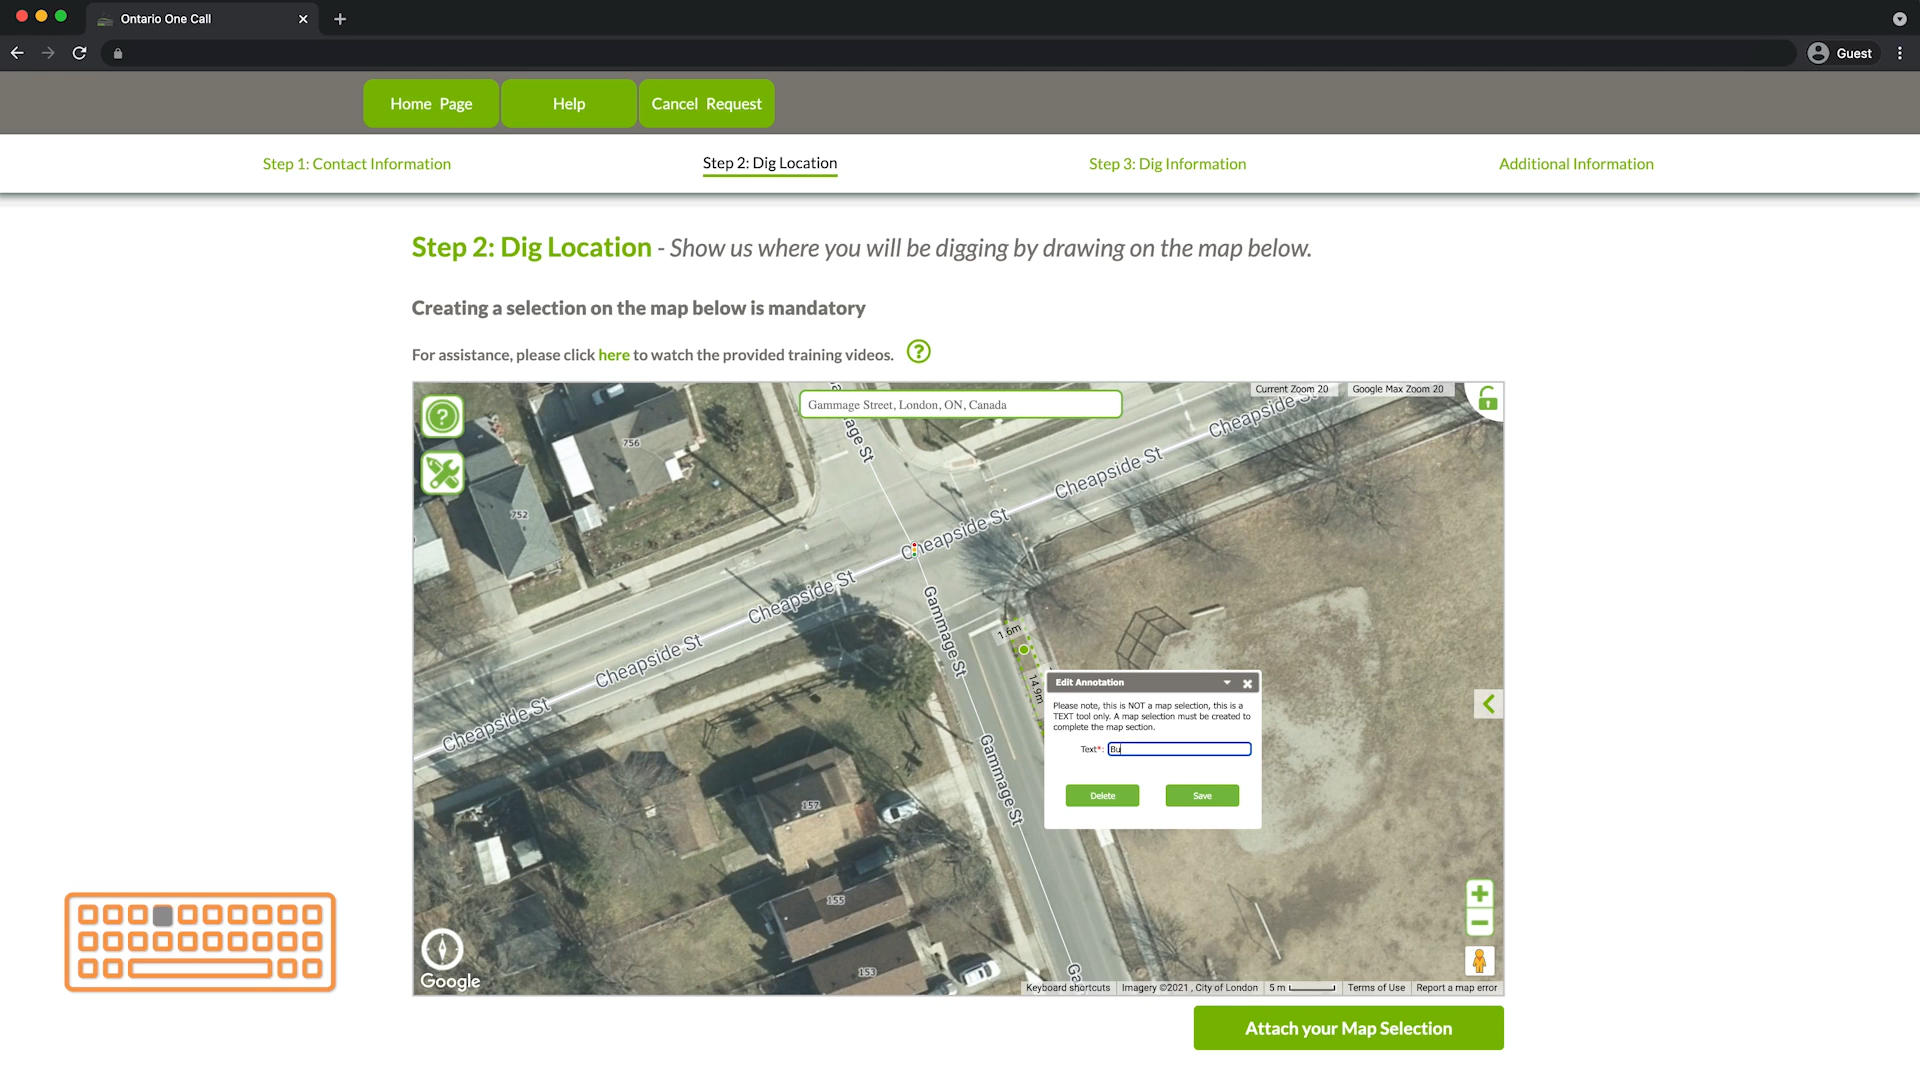 Ontario One Call
Guest
Home Page
Help
Cancel Request
Step 1: Contact Information
Step 2: Dig Location
Step 3: Dig Information
Additional Information
Step 2: Dig Location - Show us where you will be digging by drawing on the map below.
Creating a selection on the map below is mandatory
For assistance, please click here to watch the provided training videos.
Gammage Street, London, ON, Canada
Current Zoom 20
Google Max Zoom 20
Cheapside St
Cheapside St
756
752
Cheapside St
Cheapside St
Cheapside St
Cheapside St
Gammage St
1.6m
14.9m
Edit Annotation
Please note, this is NOT a map selection, this is a
TEXT tool only. A map selection must be created to
complete the map section.
Text*: Bu
Delete
Save
Gammage St
157
155
153
Google
Keyboard shortcuts
Imagery ©2021 , City of London
5 m
Terms of Use
Report a map error
Attach your Map Selection